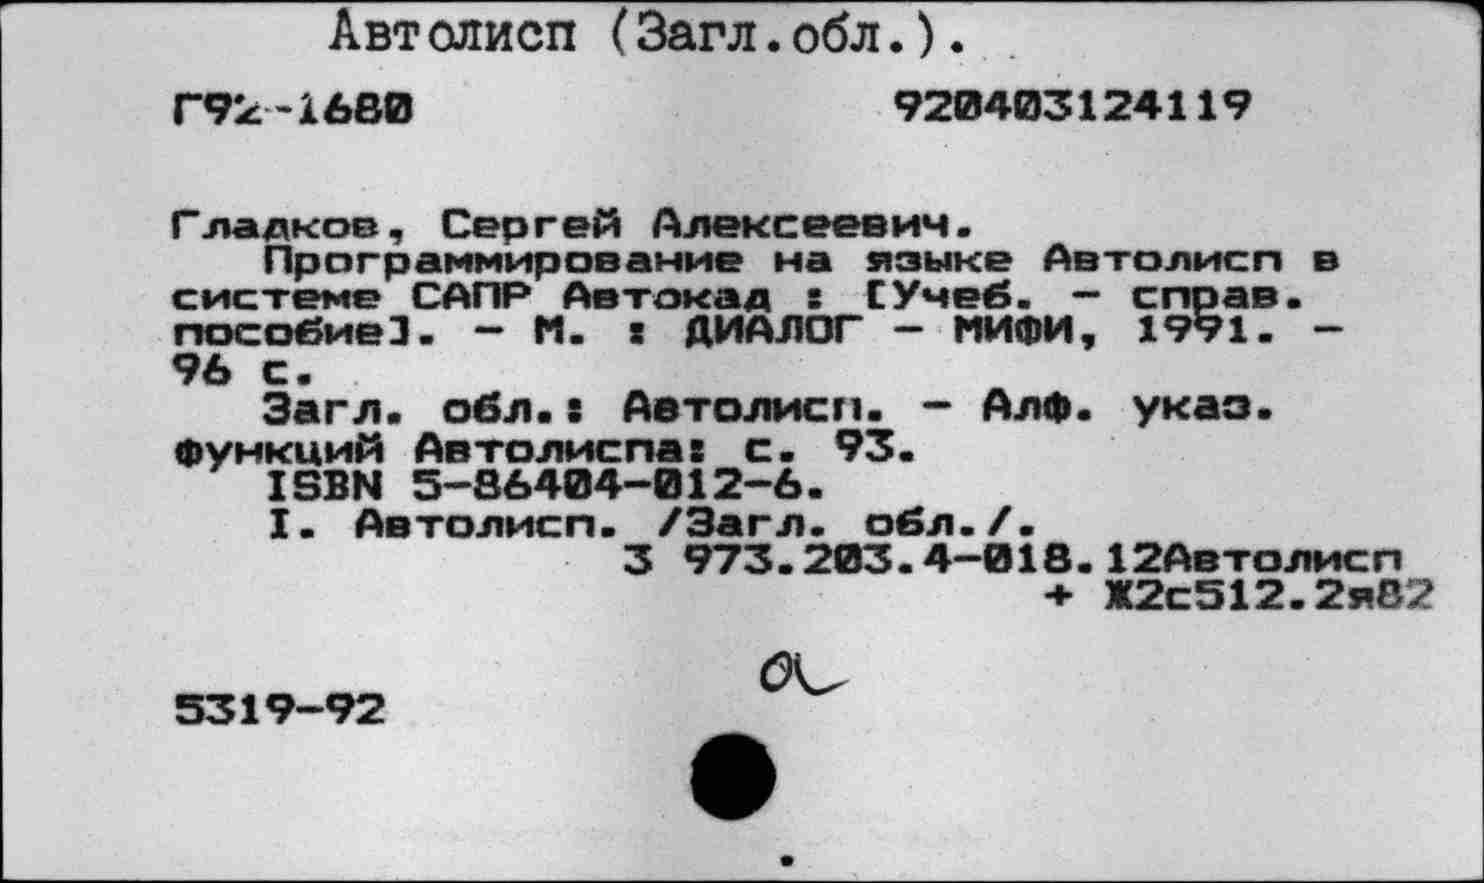 Автолисп (Загл.обл.).
Г92-1680 920403124119
Гладков, Сергей Алексеевич.
Программирование на языке Автолисп в
системе САПР Автокад : [Учеб. - справ.
пособие]. - М. : ДИАЛОГ - МИФИ, 1991. -
96 с.
Загл. обл.: Автолисп. - Алф. указ.
функций Автолиспа: с. 93.
ISBN 5-86404-012-6.
I. Автолисп. /Загл. обл./.
З 973.203.4-018.12Автолисп
+ Ж2с512.2я82
5319-92